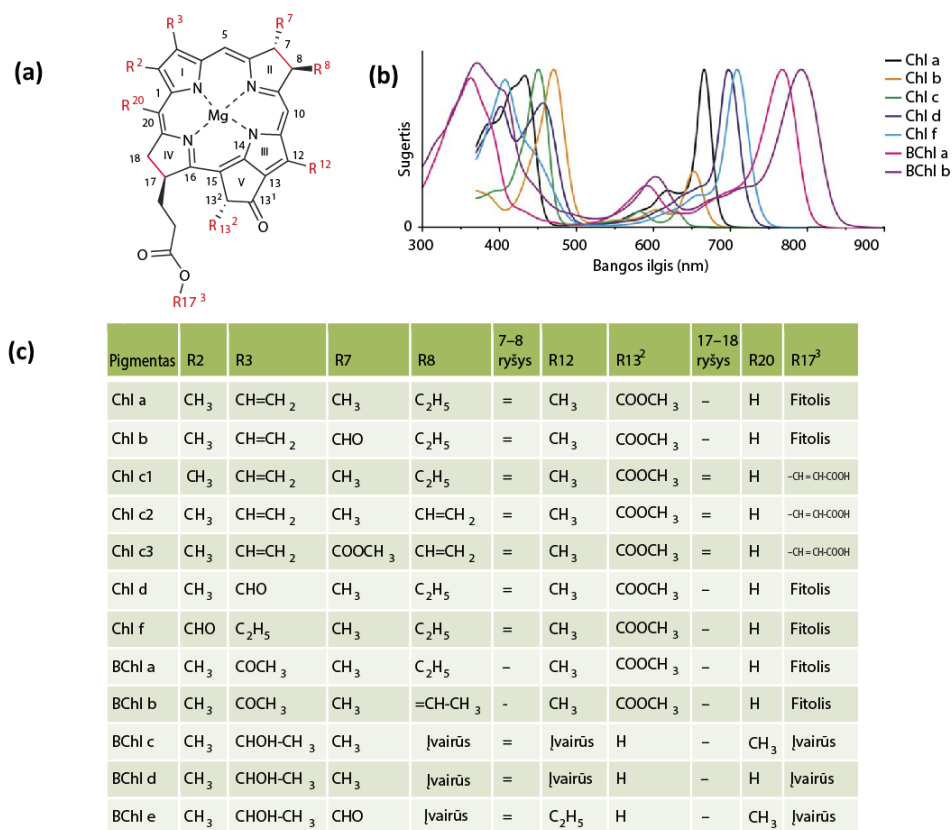 (a)
R³
R⁷
R²
R⁸
R²⁰
R¹²
R13²
R17³
I
II
III
IV
V
Mg
N
N
N
N
O
O
O
1
5
7
8
10
12
13
13¹
13²
14
15
16
17
18
20
(b)
Sugertis
0
300 400 500 600 700 800 900
Bangos ilgis (nm)
Chl a
Chl b
Chl c
Chl d
Chl f
BChl a
BChl b
(c)
Pigmentas R2 R3 R7 R8 7–8 ryšys R12 R13² 17–18 ryšys R20 R17³
Chl a CH₃ CH=CH₂ CH₃ C₂H₅ = CH₃ COOCH₃ – H Fitolis
Chl b CH₃ CH=CH₂ CHO C₂H₅ = CH₃ COOCH₃ – H Fitolis
Chl c1 CH₃ CH=CH₂ CH₃ C₂H₅ = CH₃ COOCH₃ = H –CH=CH-COOH
Chl c2 CH₃ CH=CH₂ CH₃ CH=CH₂ = CH₃ COOCH₃ = H –CH=CH-COOH
Chl c3 CH₃ CH=CH₂ COOCH₃ CH=CH₂ = CH₃ COOCH₃ = H –CH=CH-COOH
Chl d CH₃ CHO CH₃ C₂H₅ = CH₃ COOCH₃ – H Fitolis
Chl f CHO C₂H₅ CH₃ C₂H₅ = CH₃ COOCH₃ – H Fitolis
BChl a CH₃ COCH₃ CH₃ C₂H₅ – CH₃ COOCH₃ – H Fitolis
BChl b CH₃ COCH₃ CH₃ =CH-CH₃ - CH₃ COOCH₃ – H Fitolis
BChl c CH₃ CHOH-CH₃ CH₃ Įvairūs = Įvairūs H – CH₃ Įvairūs
BChl d CH₃ CHOH-CH₃ CH₃ Įvairūs = Įvairūs H – H Įvairūs
BChl e CH₃ CHOH-CH₃ CHO Įvairūs = C₂H₅ H – CH₃ Įvairūs